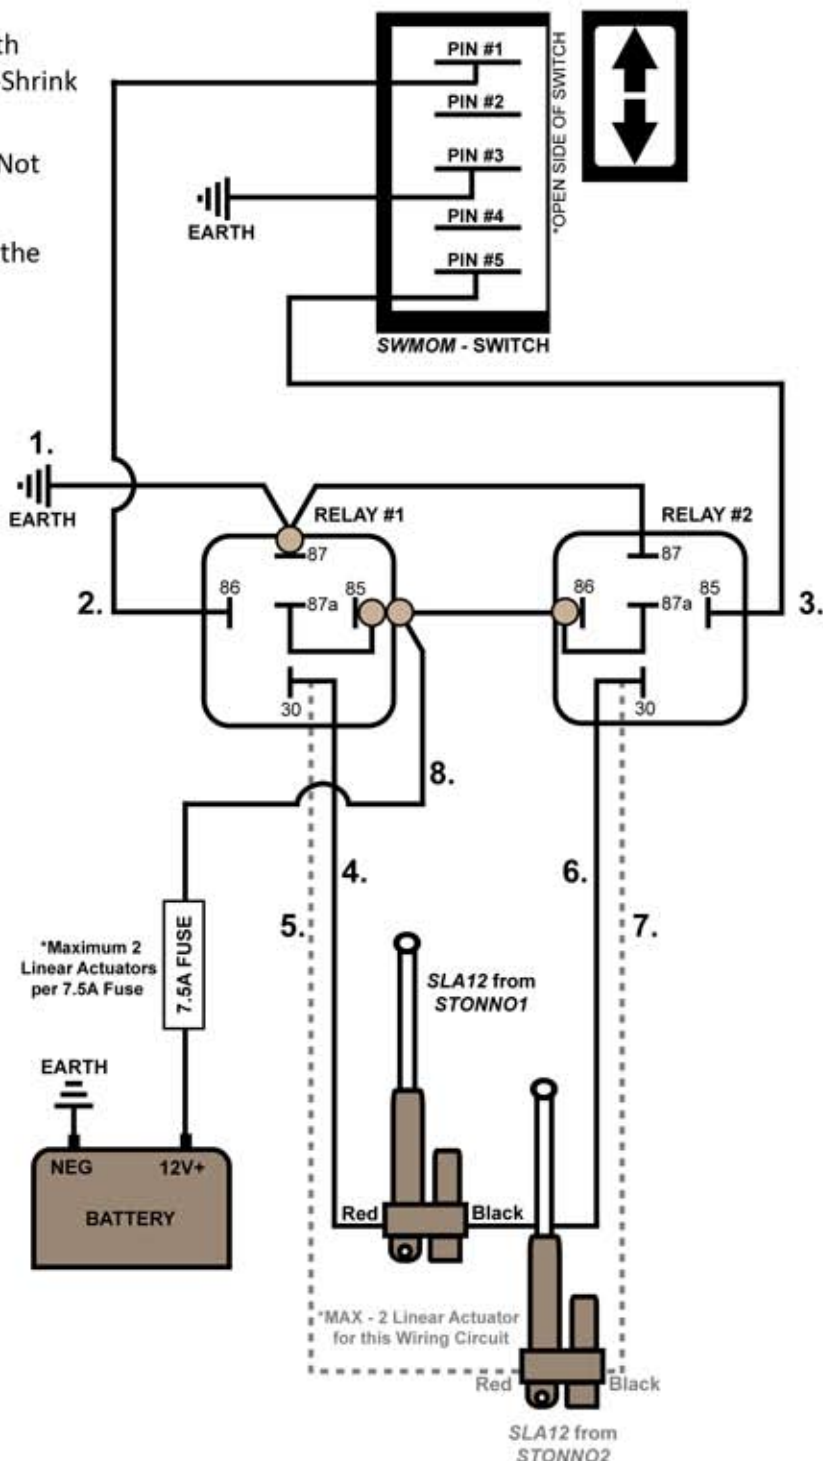 th
Shrink
Not
the
PIN #1
PIN #2
PIN #3
PIN #4
PIN #5
*OPEN SIDE OF SWITCH
EARTH
SWMOM - SWITCH
1.
EARTH
RELAY #1
RELAY #2
87
87
86
85
86
85
87a
87a
2.
3.
30
30
8.
4.
6.
5.
7.
*Maximum 2
Linear Actuators
per 7.5A Fuse
7.5A FUSE
SLA12 from
STONNO1
EARTH
NEG
12V+
BATTERY
Red
Black
*MAX - 2 Linear Actuator
for this Wiring Circuit
Red
Black
SLA12 from
STONNO2